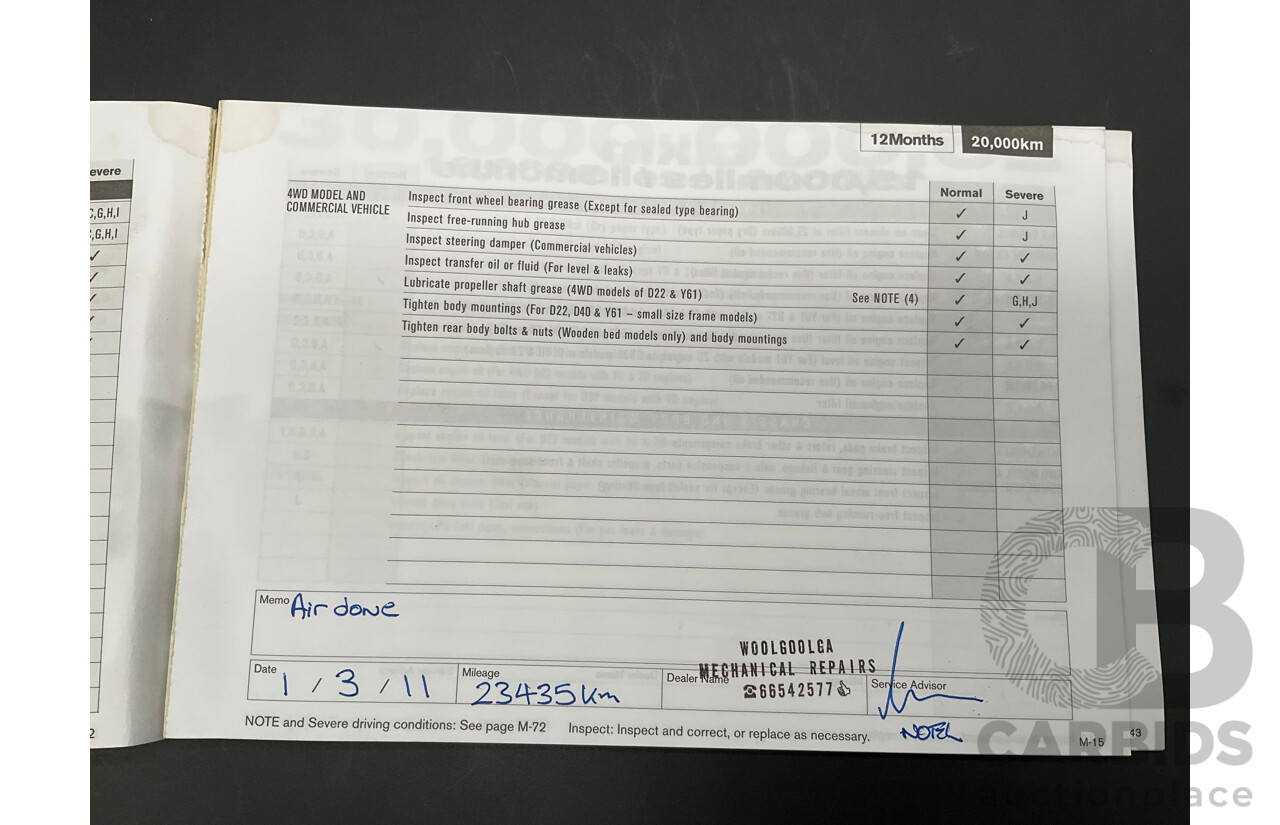 evere
C,G,H,I
C,G,H,I
✓
✓
✓
✓
✓
2
12Months 20,000km
Normal Severe
4WD MODEL AND
COMMERCIAL VEHICLE
Inspect front wheel bearing grease (Except for sealed type bearing) ✓ J
Inspect free-running hub grease ✓ J
Inspect steering damper (Commercial vehicles) ✓ ✓
Inspect transfer oil or fluid (For level & leaks) ✓ ✓
Lubricate propeller shaft grease (4WD models of D22 & Y61) See NOTE (4) ✓ G,H,J
Tighten body mountings (For D22, D40 & Y61 – small size frame models) ✓ ✓
Tighten rear body bolts & nuts (Wooden bed models only) and body mountings ✓ ✓
Memo Air done
WOOLGOOLGA
MECHANICAL REPAIRS
☎66542577
Date 1 / 3 / 11
Mileage 23435km
Dealer Name
Service Advisor
NOTE and Severe driving conditions: See page M-72 Inspect: Inspect and correct, or replace as necessary.
M-15
43
CB
CARBIDS
auctionplace